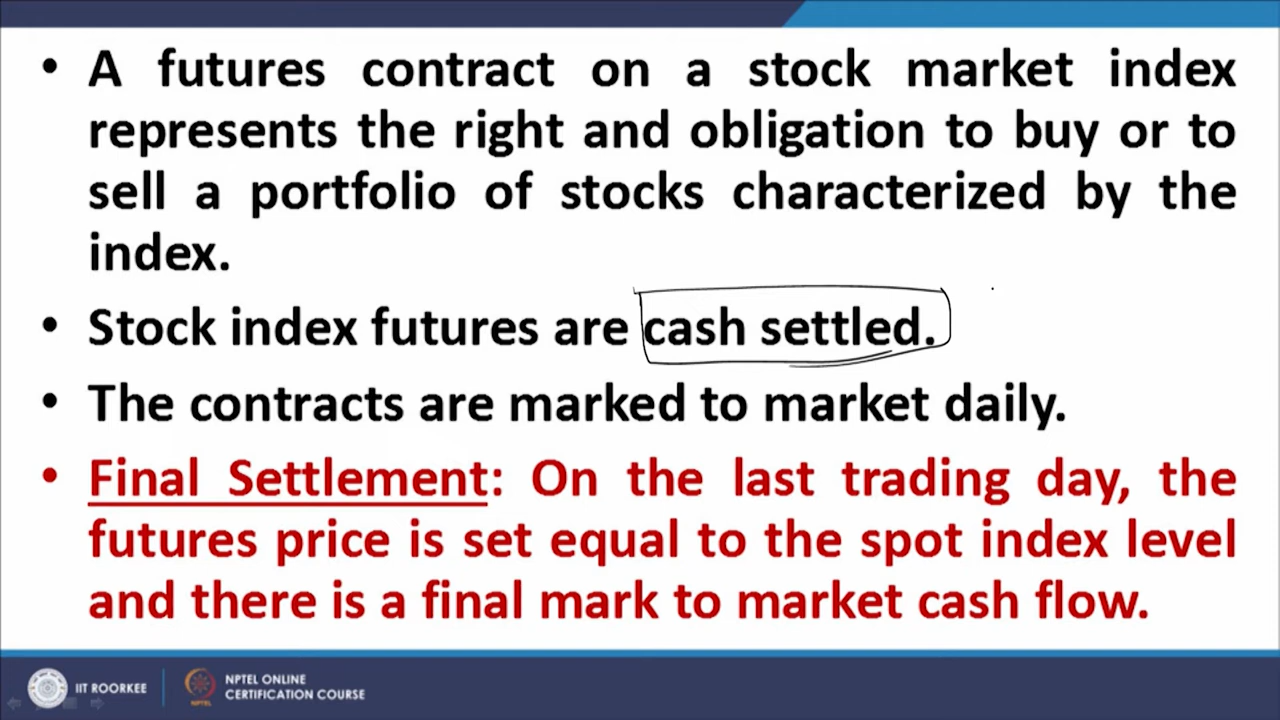 • A futures contract on a stock market index
represents the right and obligation to buy or to
sell a portfolio of stocks characterized by the
index.
• Stock index futures are cash settled.
• The contracts are marked to market daily.
• Final Settlement: On the last trading day, the
futures price is set equal to the spot index level
and there is a final mark to market cash flow.
IIT ROORKEE
NPTEL
NPTEL ONLINE
CERTIFICATION COURSE